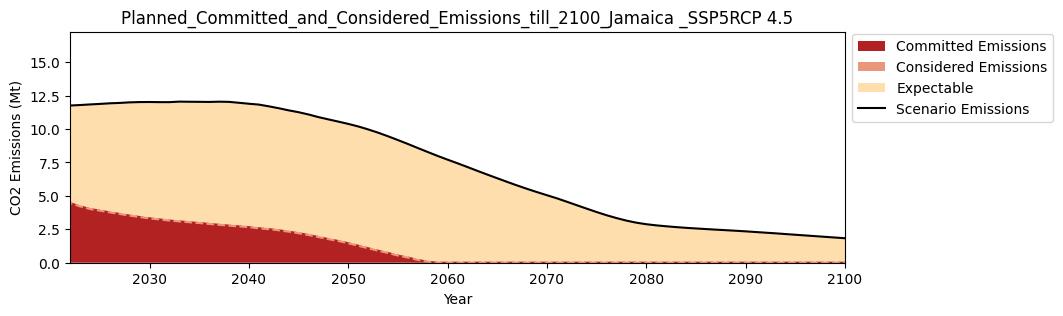 Planned_Committed_and_Considered_Emissions_till_2100_Jamaica _SSP5RCP 4.5
Committed Emissions
Considered Emissions
Expectable
Scenario Emissions
CO2 Emissions (Mt)
15.0
12.5
10.0
7.5
5.0
2.5
0.0
2030 2040 2050 2060 2070 2080 2090 2100
Year